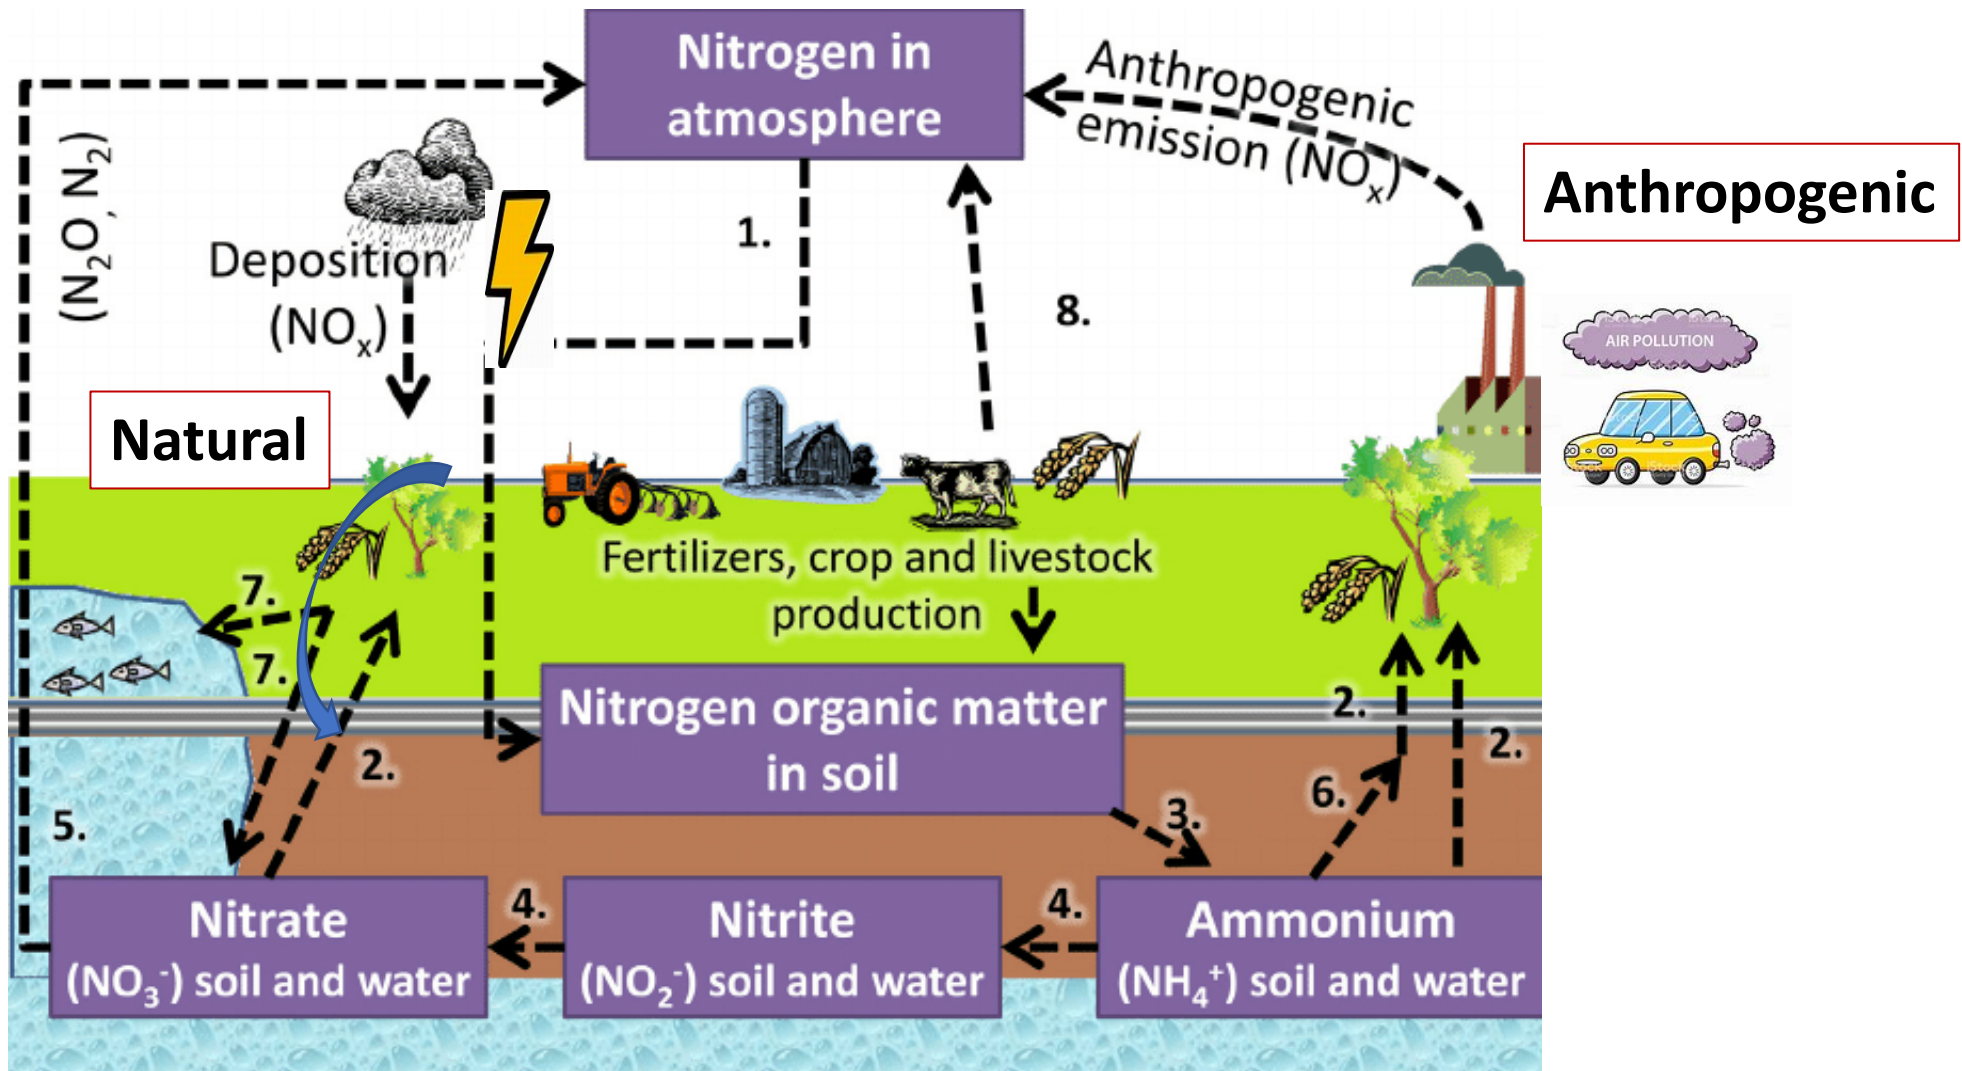 Nitrogen in
atmosphere
Anthropogenic
emission (NOₓ)
Anthropogenic
(N₂O, N₂)
Deposition
(NOₓ)
1.
8.
AIR POLLUTION
iStock
Natural
Fertilizers, crop and livestock
production
7.
7.
2.
Nitrogen organic matter
in soil
2.
2.
3.
6.
5.
4.
4.
Nitrate
(NO₃⁻) soil and water
Nitrite
(NO₂⁻) soil and water
Ammonium
(NH₄⁺) soil and water